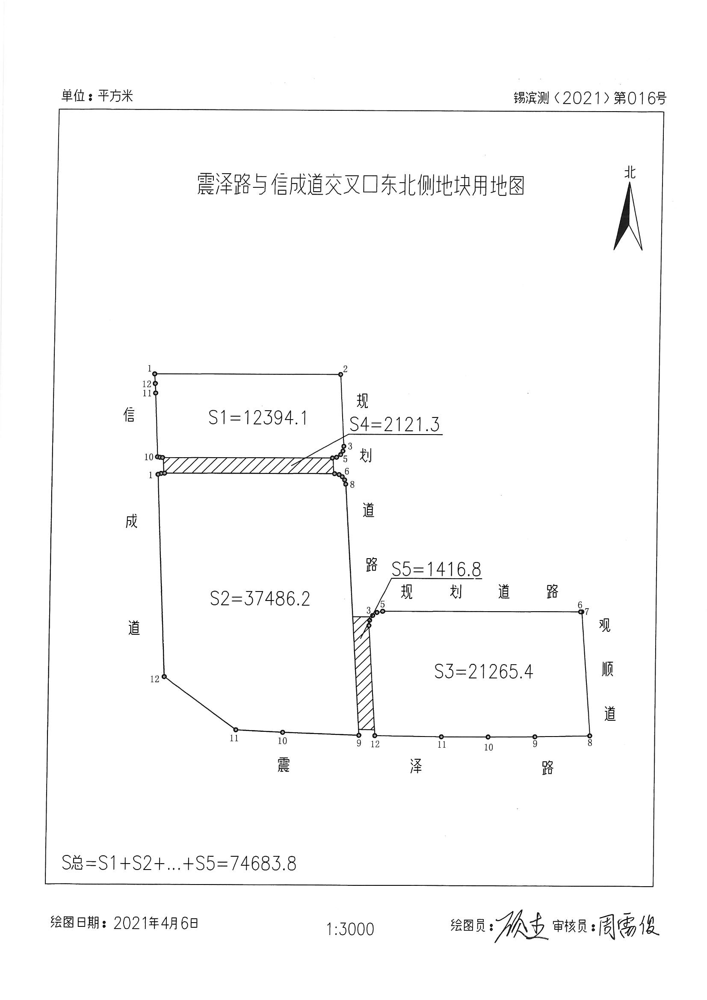 单位：平方米
锡滨测（2021）第016号
震泽路与信成道交叉口东北侧地块用地图
北
1
2
12
11
信成道
规划道路
S1=12394.1
S4=2121.3
3
10
5
1
6
8
S5=1416.8
规划道路
S2=37486.2
3
5
6
7
观顺道
S3=21265.4
12
11
10
9
12
11
10
9
8
震泽路
S总=S1+S2+...+S5=74683.8
绘图日期：2021年4月6日
1:3000
绘图员：
审核员：周需俊